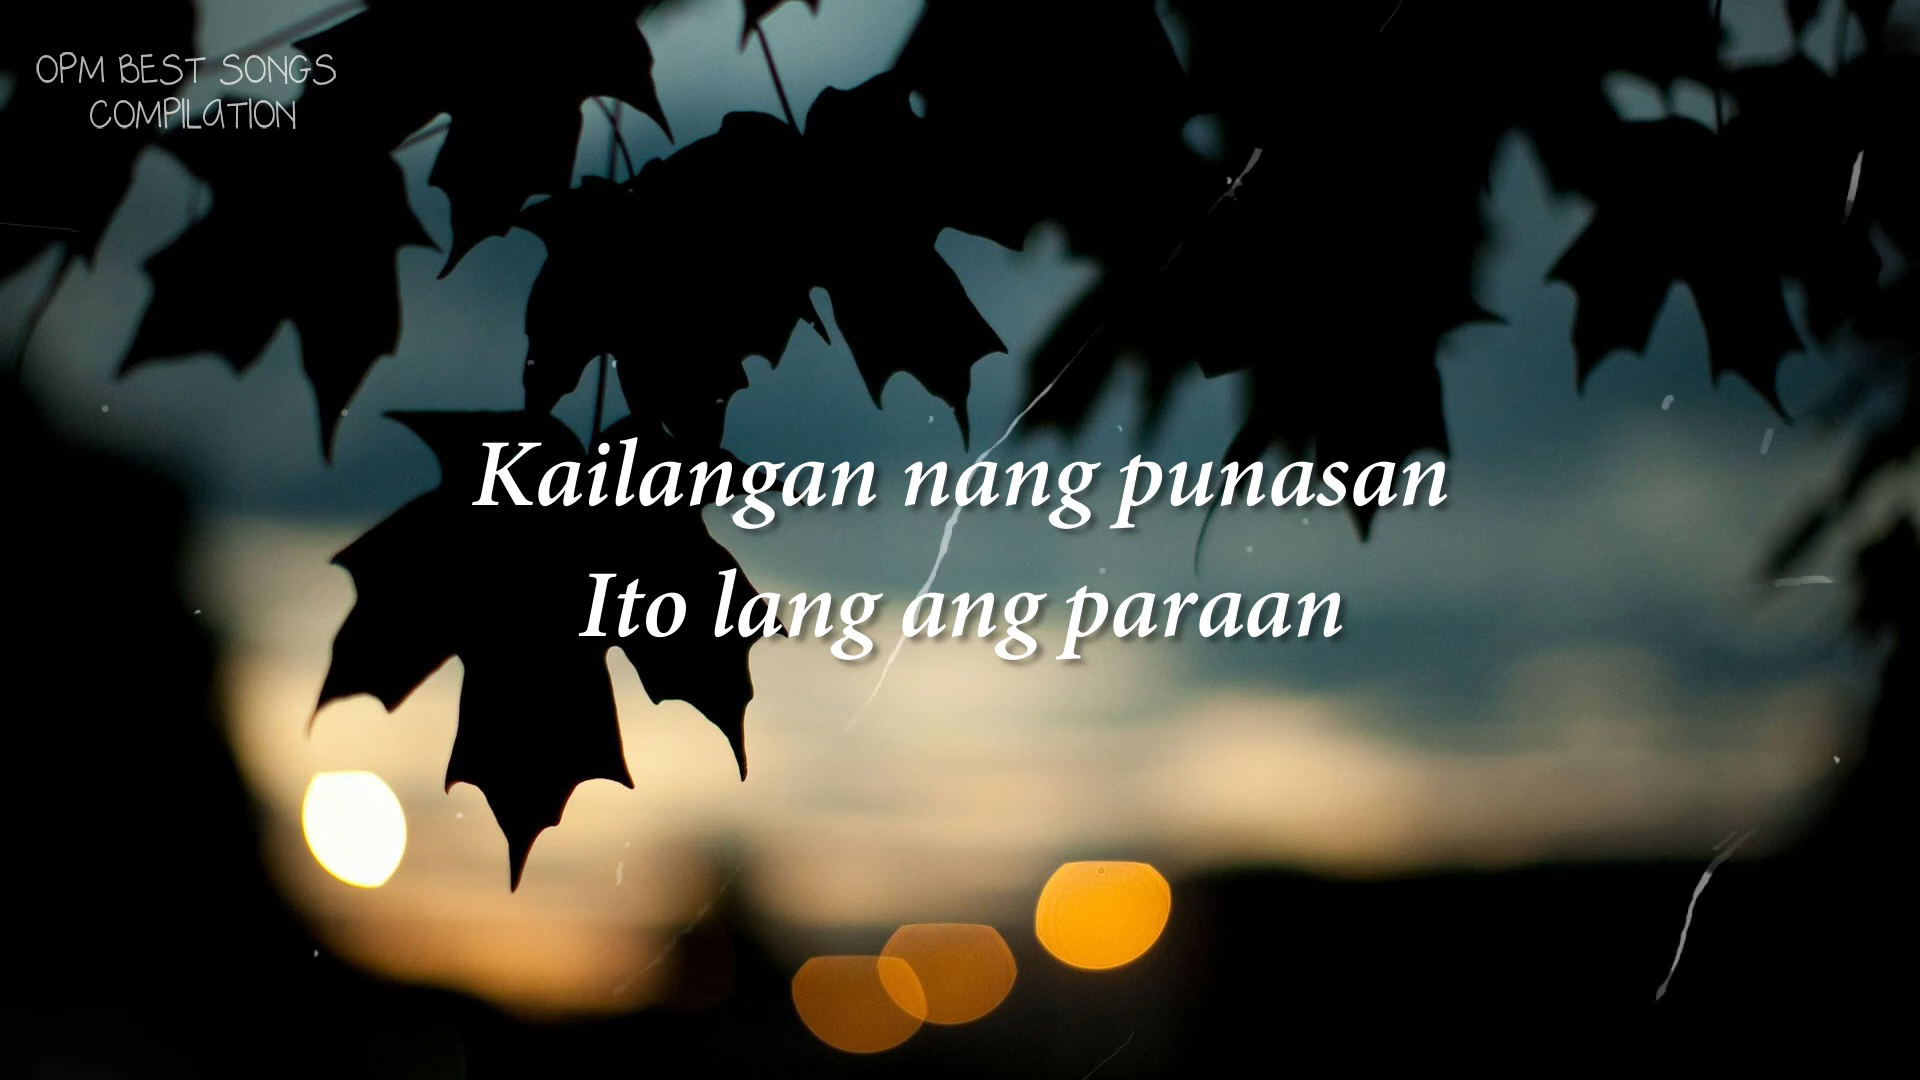 OPM BEST SONGS
COMPILATION
Kailangan nang punasan
Ito lang ang paraan